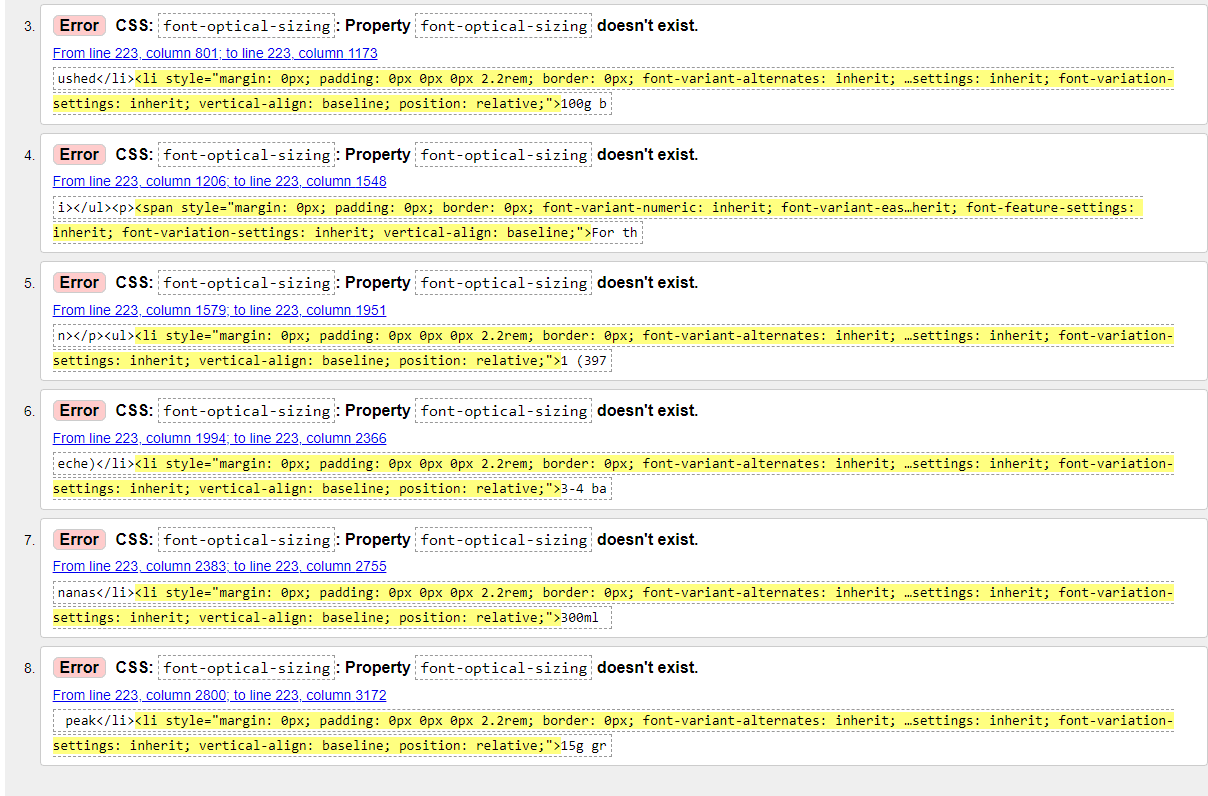 3. Error CSS: font-optical-sizing: Property font-optical-sizing doesn't exist.
From line 223, column 801; to line 223, column 1173
ushed</li><li style="margin: 0px; padding: 0px 0px 0px 2.2rem; border: 0px; font-variant-alternates: inherit; …settings: inherit; font-variation-
settings: inherit; vertical-align: baseline; position: relative;">100g b
4. Error CSS: font-optical-sizing: Property font-optical-sizing doesn't exist.
From line 223, column 1206; to line 223, column 1548
i></ul><p><span style="margin: 0px; padding: 0px; border: 0px; font-variant-numeric: inherit; font-variant-eas…herit; font-feature-settings:
inherit; font-variation-settings: inherit; vertical-align: baseline;">For th
5. Error CSS: font-optical-sizing: Property font-optical-sizing doesn't exist.
From line 223, column 1579; to line 223, column 1951
n></p><ul><li style="margin: 0px; padding: 0px 0px 0px 2.2rem; border: 0px; font-variant-alternates: inherit; …settings: inherit; font-variation-
settings: inherit; vertical-align: baseline; position: relative;">1 (397
6. Error CSS: font-optical-sizing: Property font-optical-sizing doesn't exist.
From line 223, column 1994; to line 223, column 2366
eche)</li><li style="margin: 0px; padding: 0px 0px 0px 2.2rem; border: 0px; font-variant-alternates: inherit; …settings: inherit; font-variation-
settings: inherit; vertical-align: baseline; position: relative;">3-4 ba
7. Error CSS: font-optical-sizing: Property font-optical-sizing doesn't exist.
From line 223, column 2383; to line 223, column 2755
nanas</li><li style="margin: 0px; padding: 0px 0px 0px 2.2rem; border: 0px; font-variant-alternates: inherit; …settings: inherit; font-variation-
settings: inherit; vertical-align: baseline; position: relative;">300ml
8. Error CSS: font-optical-sizing: Property font-optical-sizing doesn't exist.
From line 223, column 2800; to line 223, column 3172
peak</li><li style="margin: 0px; padding: 0px 0px 0px 2.2rem; border: 0px; font-variant-alternates: inherit; …settings: inherit; font-variation-
settings: inherit; vertical-align: baseline; position: relative;">15g gr